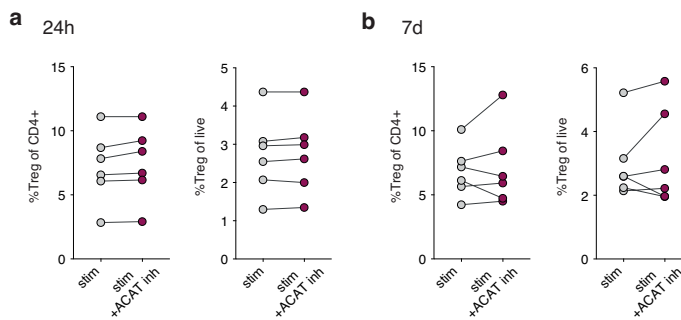 a 24h
b 7d
%Treg of CD4+
15
10
5
0
stim
stim
+ACAT inh
%Treg of live
5
4
3
2
1
0
stim
stim
+ACAT inh
%Treg of CD4+
15
10
5
0
stim
stim
+ACAT inh
%Treg of live
6
4
2
0
stim
stim
+ACAT inh